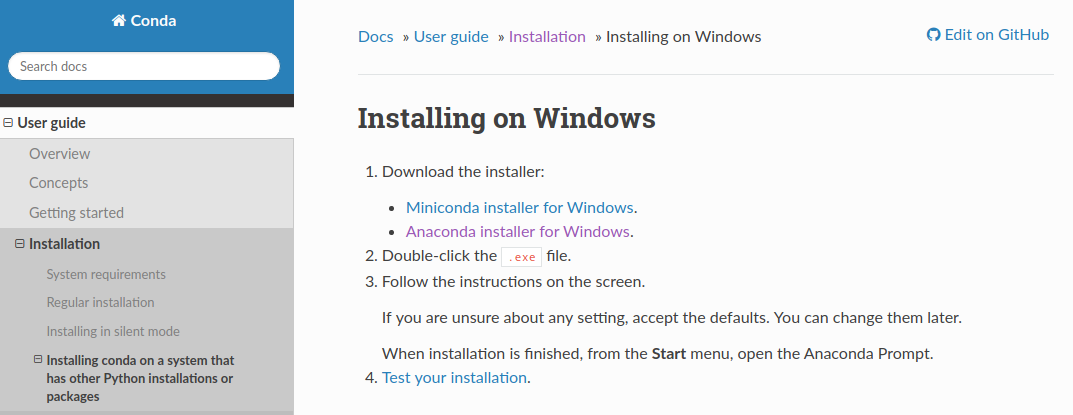 Conda
Search docs
User guide
Overview
Concepts
Getting started
Installation
System requirements
Regular installation
Installing in silent mode
Installing conda on a system that
has other Python installations or
packages
Docs » User guide » Installation » Installing on Windows
Edit on GitHub
Installing on Windows
1. Download the installer:
• Miniconda installer for Windows.
• Anaconda installer for Windows.
2. Double-click the .exe file.
3. Follow the instructions on the screen.
If you are unsure about any setting, accept the defaults. You can change them later.
When installation is finished, from the Start menu, open the Anaconda Prompt.
4. Test your installation.